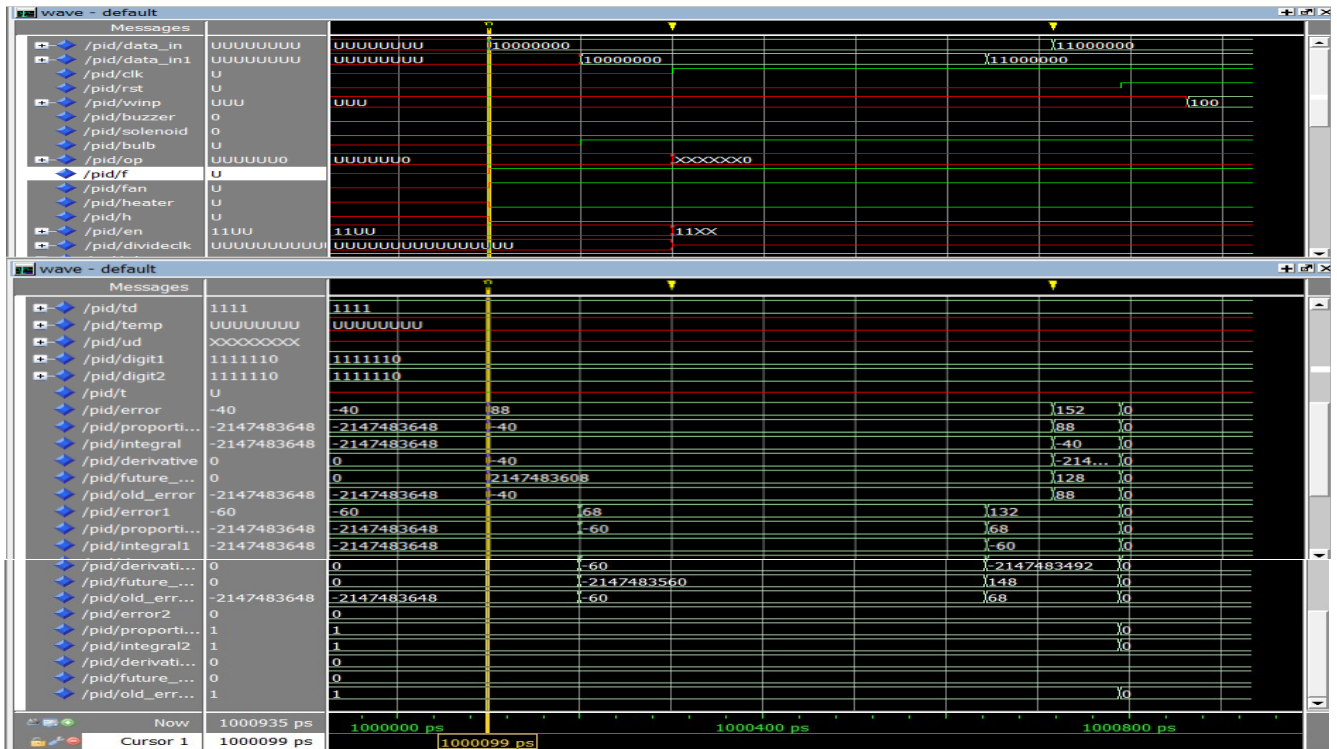 wave - default
Messages
/pid/data_in UUUUUUUU UUUUUUUU 10000000 11000000
/pid/data_in1 UUUUUUUU UUUUUUUU 10000000 11000000
/pid/clk U
/pid/rst U
/pid/winp UUU UUU 100
/pid/buzzer 0
/pid/solenoid 0
/pid/bulb U
/pid/op UUUUUU0 UUUUUU0 XXXXXX0
/pid/f U
/pid/fan U
/pid/heater U
/pid/h U
/pid/en 11UU 11UU 11XX
/pid/divideclk
wave - default
Messages
/pid/td 1111 1111
/pid/temp UUUUUUUU UUUUUUUU
/pid/ud XXXXXXXX
/pid/digit1 1111110 1111110
/pid/digit2 1111110 1111110
/pid/t U
/pid/error -40 -40 88 152 0
/pid/proporti... -2147483648 -2147483648 -40 88 0
/pid/integral -2147483648 -2147483648 -40 0
/pid/derivative 0 0 -40 -214... 0
/pid/future_... 0 0 2147483608 128 0
/pid/old_error -2147483648 -2147483648 -40 88 0
/pid/error1 -60 -60 68 132 0
/pid/proporti... -2147483648 -2147483648 -60 68 0
/pid/integral1 -2147483648 -2147483648 -60 0
/pid/derivati... 0 0 -60 -2147483492 0
/pid/future_... 0 0 -2147483560 148 0
/pid/old_err... -2147483648 -2147483648 -60 68 0
/pid/error2 0 0
/pid/proporti... 1 1 0
/pid/integral2 1 1 0
/pid/derivati... 0 0
/pid/future_... 0 0
/pid/old_err... 1 1 0
Now 1000935 ps 1000000 ps 1000400 ps 1000800 ps
Cursor 1 1000099 ps 1000099 ps